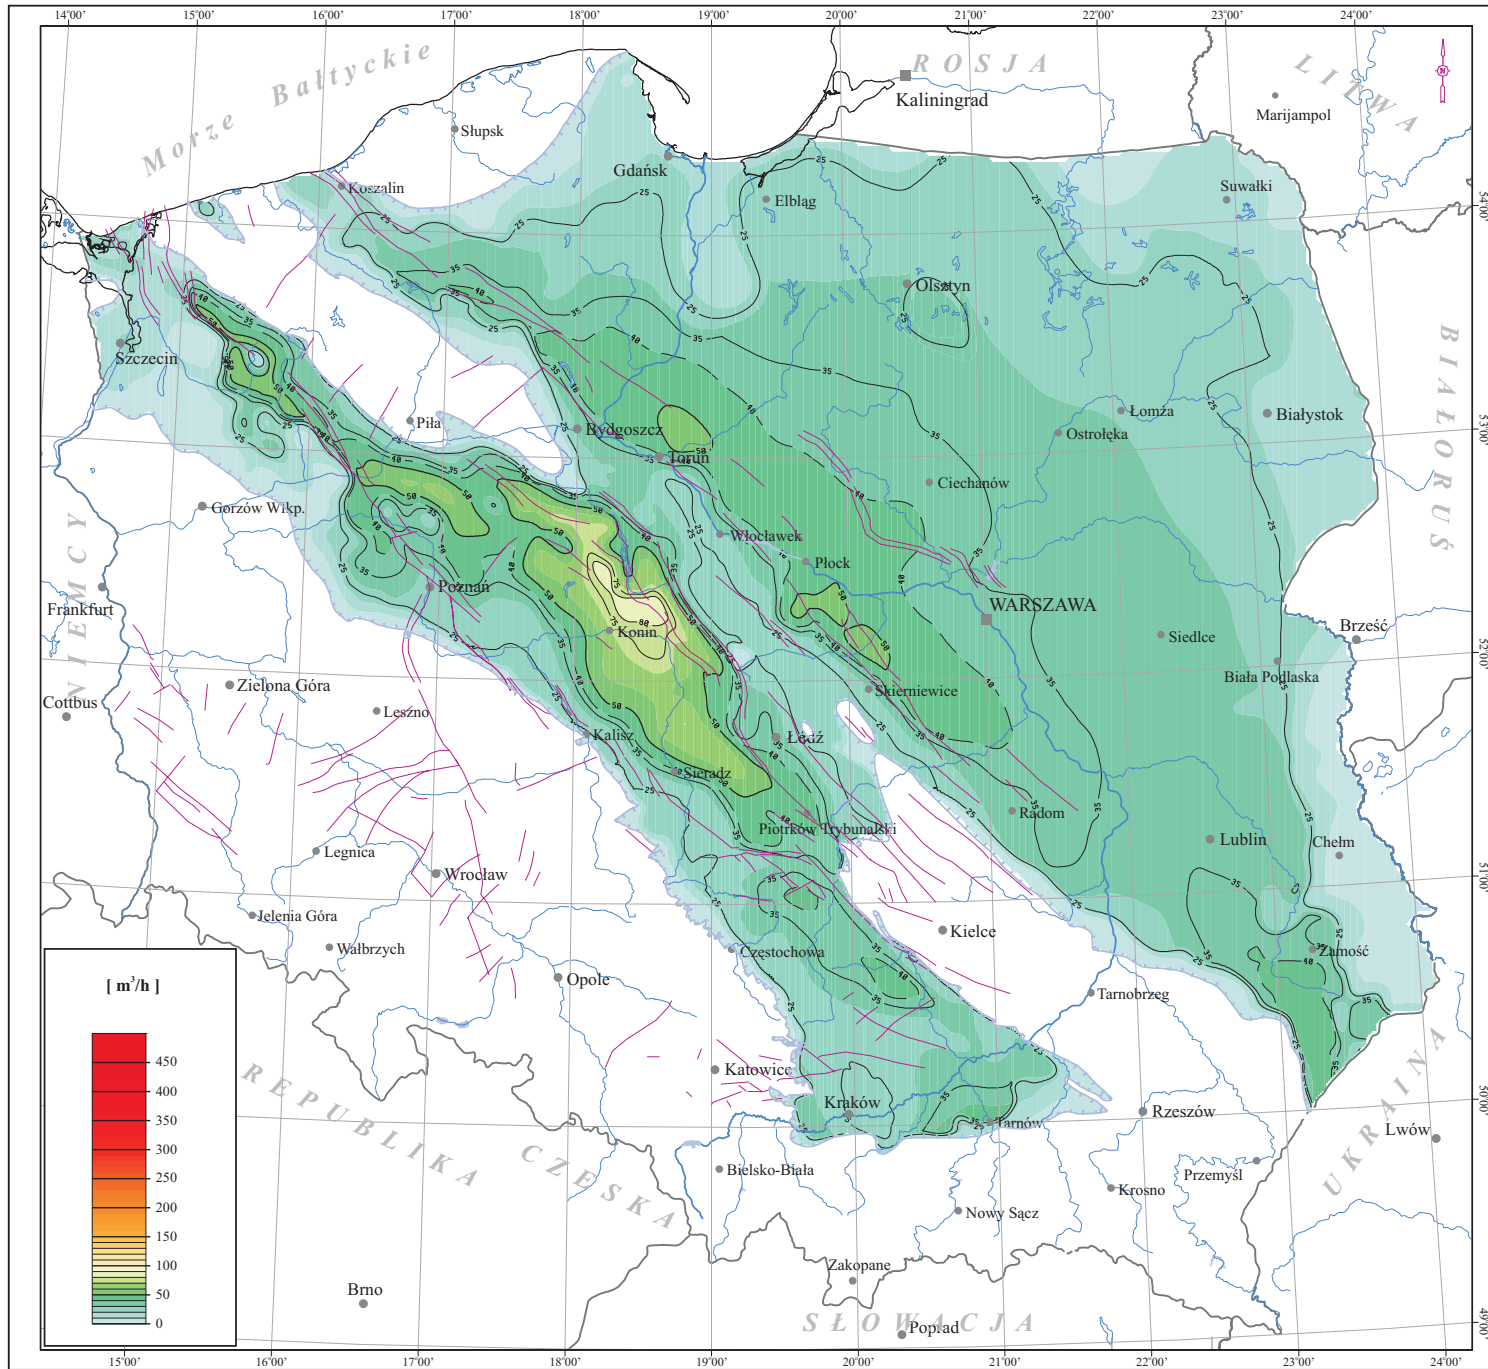 14°00' 15°00' 16°00' 17°00' 18°00' 19°00' 20°00' 21°00' 22°00' 23°00' 24°00'
Morze Bałtyckie
ROSJA
LITWA
N
Kaliningrad
Marijampol
Słupsk
Gdańsk
Koszalin
Elbląg
Suwałki
54°00'
Olsztyn
Szczecin
BIAŁORUŚ
Piła
Bydgoszcz
Toruń
Łomża
Białystok
Ostrołęka
53°00'
Ciechanów
Gorzów Wlkp.
Włocławek
Płock
NIEMCY
Frankfurt
Poznań
WARSZAWA
Konin
Siedlce
Brześć
52°00'
Biała Podlaska
Zielona Góra
Skierniewice
Cottbus
Leszno
Kalisz
Łódź
Sieradz
Radom
Piotrków Trybunalski
Lublin
Chełm
Legnica
Wrocław
51°00'
Jelenia Góra
Kielce
Wałbrzych
Częstochowa
Zamość
Opole
Tarnobrzeg
[ m³/h ]
450
400
350
300
250
200
150
100
50
0
Katowice
Kraków
Tarnów
Rzeszów
50°00'
Lwów
UKRAINA
REPUBLIKA CZESKA
Bielsko-Biała
Przemyśl
Krosno
Nowy Sącz
Zakopane
Brno
SŁOWACJA
Poprad
49°00'
15°00' 16°00' 17°00' 18°00' 19°00' 20°00' 21°00' 22°00' 23°00' 24°00'